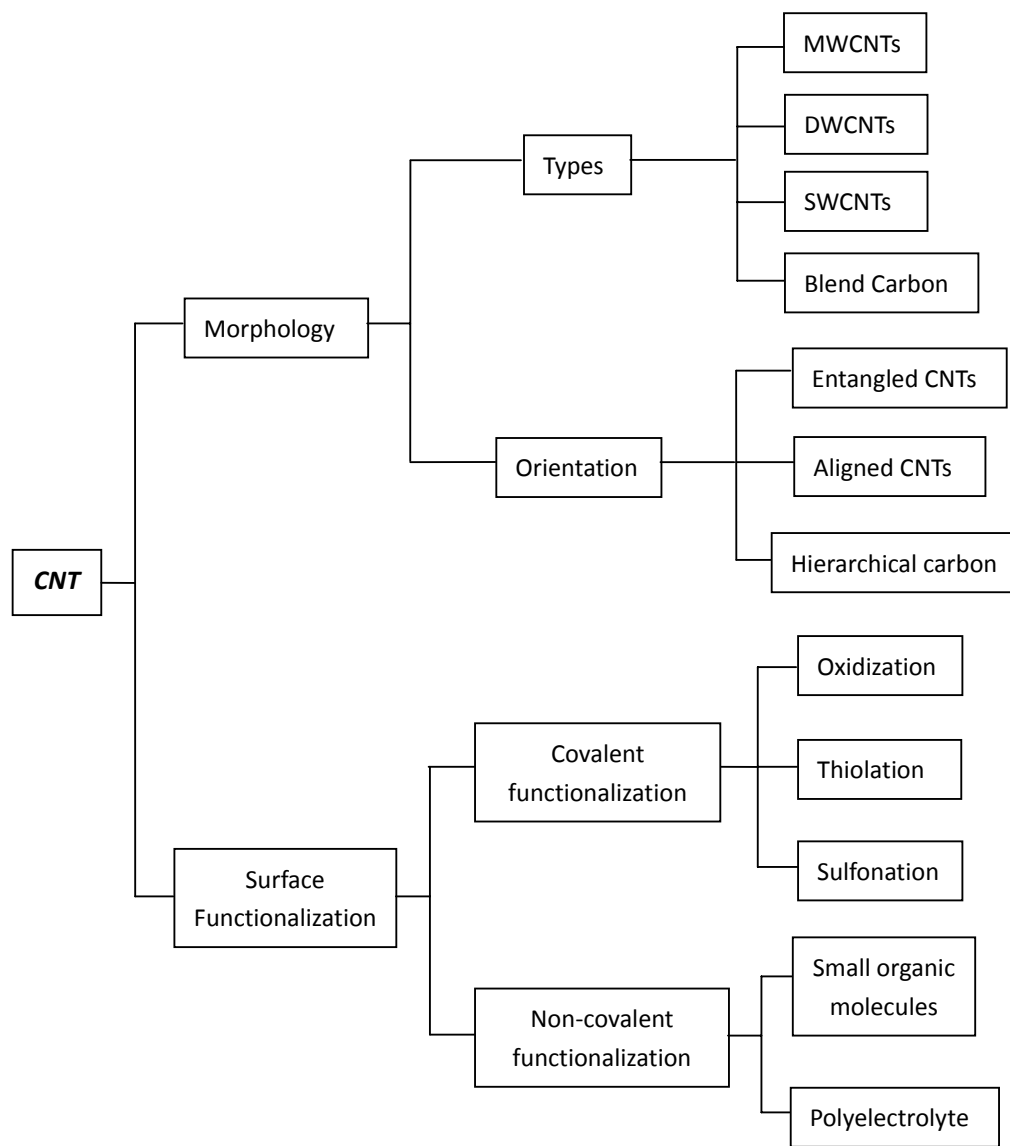 MWCNTs
DWCNTs
Types
SWCNTs
Blend Carbon
Morphology
Entangled CNTs
Orientation
Aligned CNTs
Hierarchical carbon
CNT
Oxidization
Covalent
functionalization
Thiolation
Sulfonation
Surface
Functionalization
Small organic
molecules
Non-covalent
functionalization
Polyelectrolyte